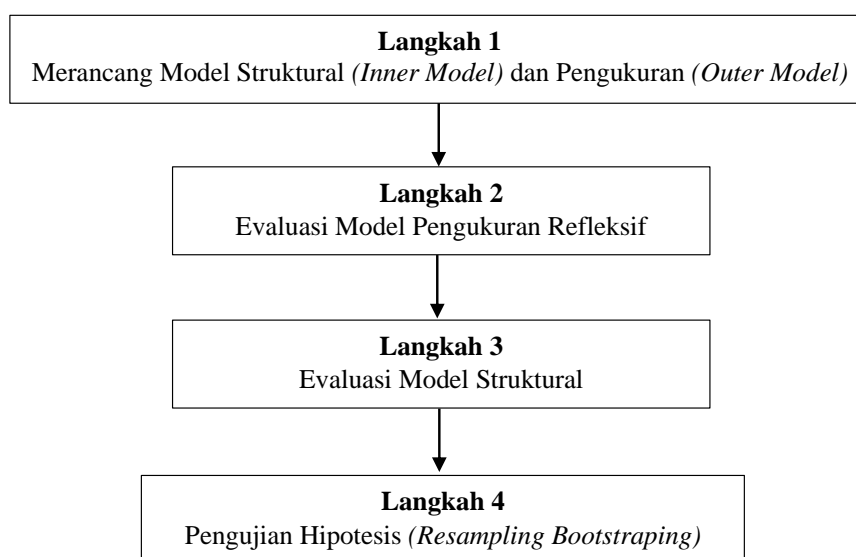 Langkah 1
Merancang Model Struktural (Inner Model) dan Pengukuran (Outer Model)
Langkah 2
Evaluasi Model Pengukuran Refleksif
Langkah 3
Evaluasi Model Struktural
Langkah 4
Pengujian Hipotesis (Resampling Bootstraping)